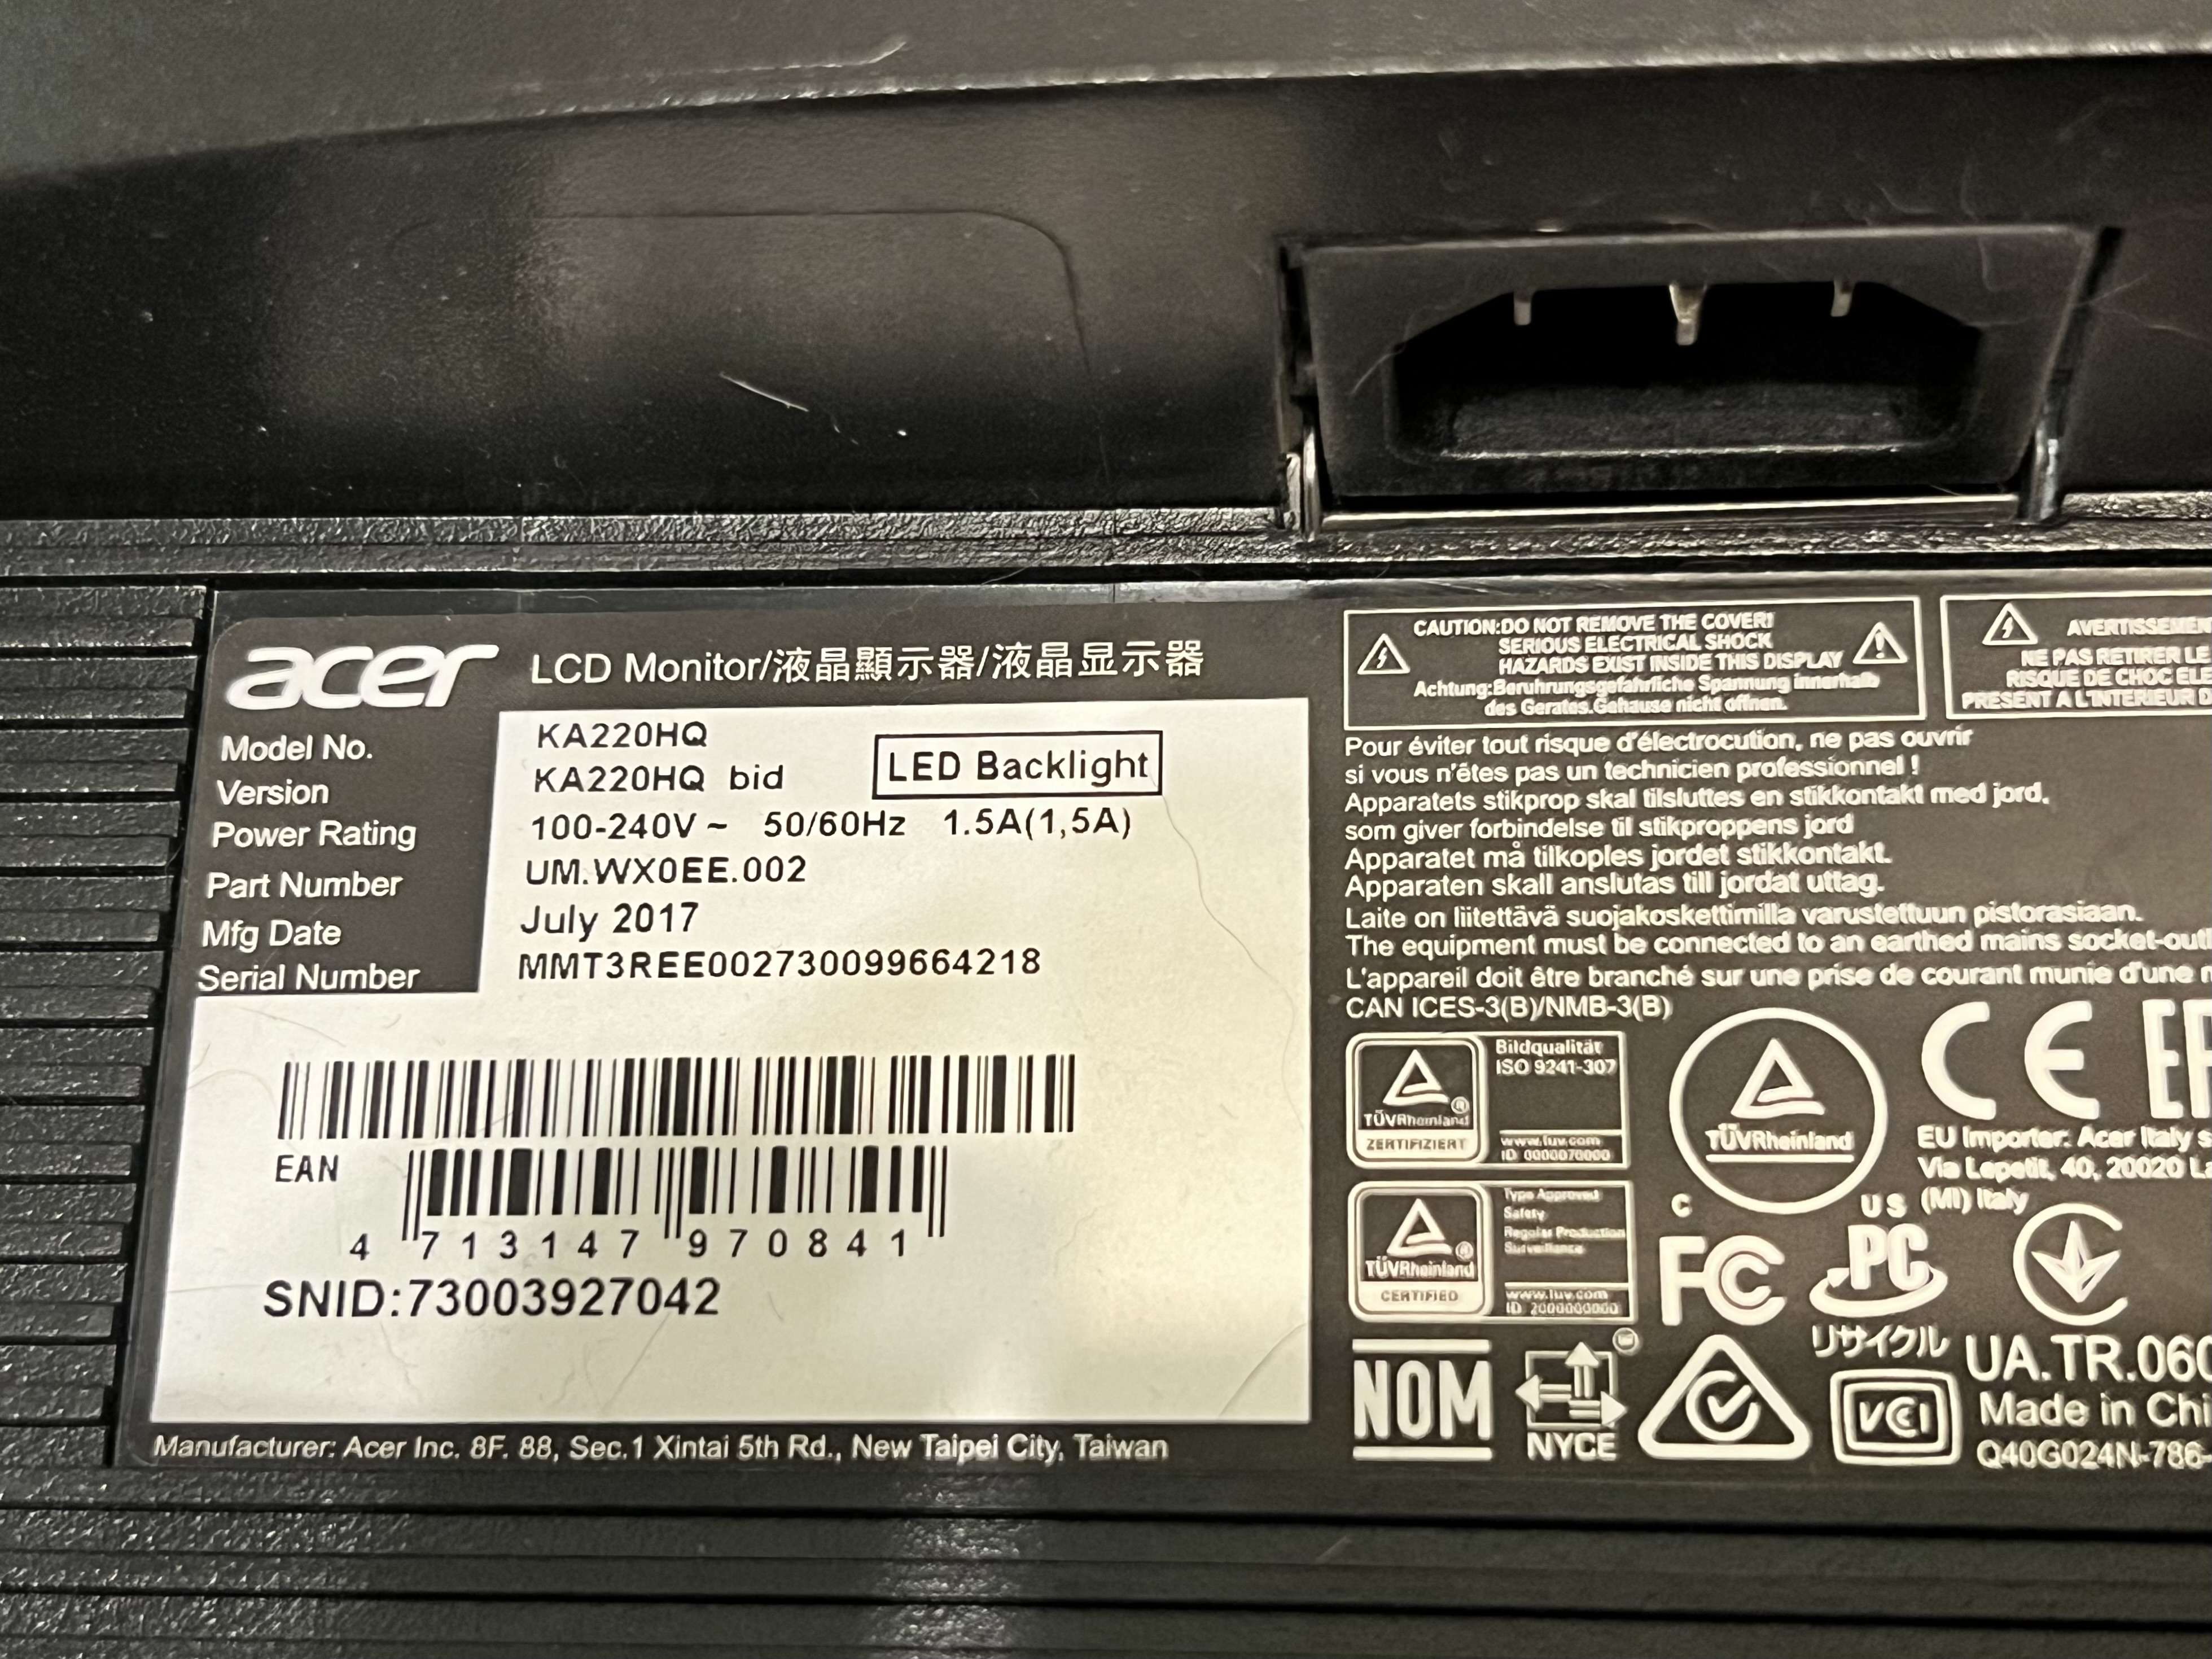 acer LCD Monitor/液晶顯示器/液晶显示器
Model No. KA220HQ
Version KA220HQ bid
LED Backlight
Power Rating 100-240V~ 50/60Hz 1.5A(1,5A)
Part Number UM.WX0EE.002
Mfg Date July 2017
Serial Number MMT3REE002730099664218
EAN
4 713147 970841
SNID:73003927042
Manufacturer: Acer Inc. 8F. 88, Sec.1 Xintai 5th Rd., New Taipei City, Taiwan
CAUTION:DO NOT REMOVE THE COVER!
SERIOUS ELECTRICAL SHOCK
HAZARDS EXIST INSIDE THIS DISPLAY
Achtung:Beruhrungsgefahrliche Spannung innerhalb
des Gerates.Gehause nicht offnen.
AVERTISSEMEN
NE PAS RETIRER LE
RISQUE DE CHOC ÉLE
PRESENT A L'INTERIEUR D
Pour éviter tout risque d'électrocution, ne pas ouvrir
si vous n'êtes pas un technicien professionnel !
Apparatets stikprop skal tilsluttes en stikkontakt med jord,
som giver forbindelse til stikproppens jord
Apparatet må tilkoples jordet stikkontakt.
Apparaten skall anslutas till jordat uttag.
Laite on liitettävä suojakoskettimilla varustettuun pistorasiaan.
The equipment must be connected to an earthed mains socket-outl
L'appareil doit être branché sur une prise de courant munie d'une
CAN ICES-3(B)/NMB-3(B)
TÜVRheinland
ZERTIFIZIERT
Bildqualität
ISO 9241-307
www.tuv.com
ID 0000070000
TÜVRheinland
C US
CE
EU Importer: Acer Italy s
Via Lepetit, 40, 20020 La
(MI) Italy
TÜVRheinland
CERTIFIED
Type Approved
Safety
Regular Production
Surveillance
www.tuv.com
ID 2000000000
FC
PC
リサイクル
NOM
NYCE
VCCI
UA.TR.060
Made in Chi
Q40G024N-786-